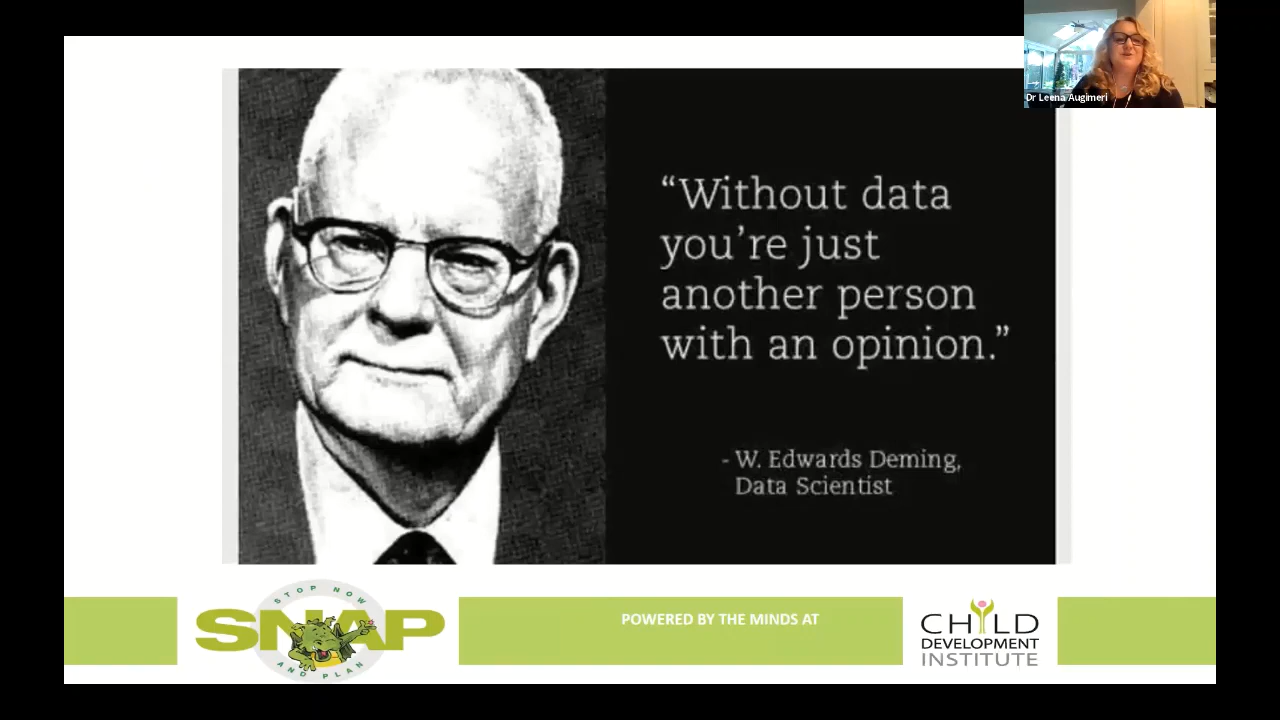 Dr Leena Augimeri
“Without data
you’re just
another person
with an opinion.”
- W. Edwards Deming,
Data Scientist
STOP NOW
SNAP
AND PLAN
POWERED BY THE MINDS AT
CHILD
DEVELOPMENT
INSTITUTE